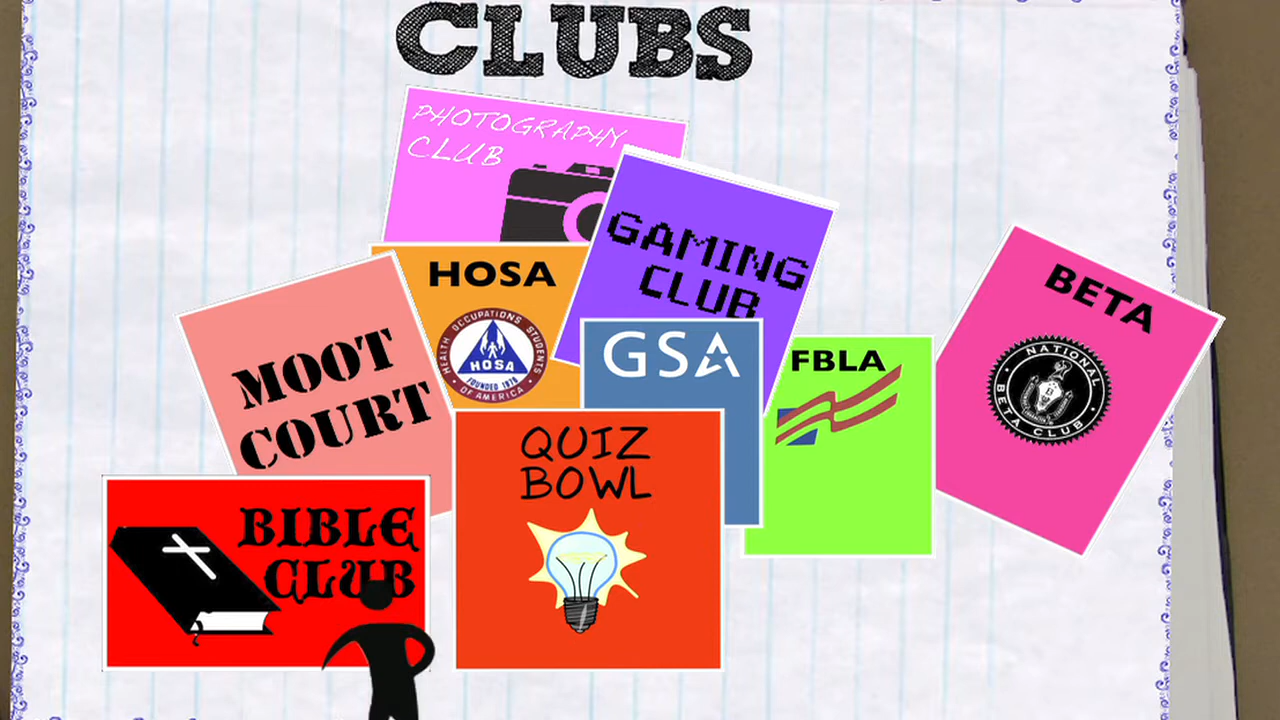 CLUBS
PHOTOGRAPHY
CLUB
GAMING
CLUB
HOSA
HEALTH OCCUPATIONS STUDENTS
HOSA
FOUNDED 1976
OF AMERICA
MOOT
COURT
GSA
FBLA
BETA
NATIONAL
BETA CLUB
QUIZ
BOWL
BIBLE
CLUB